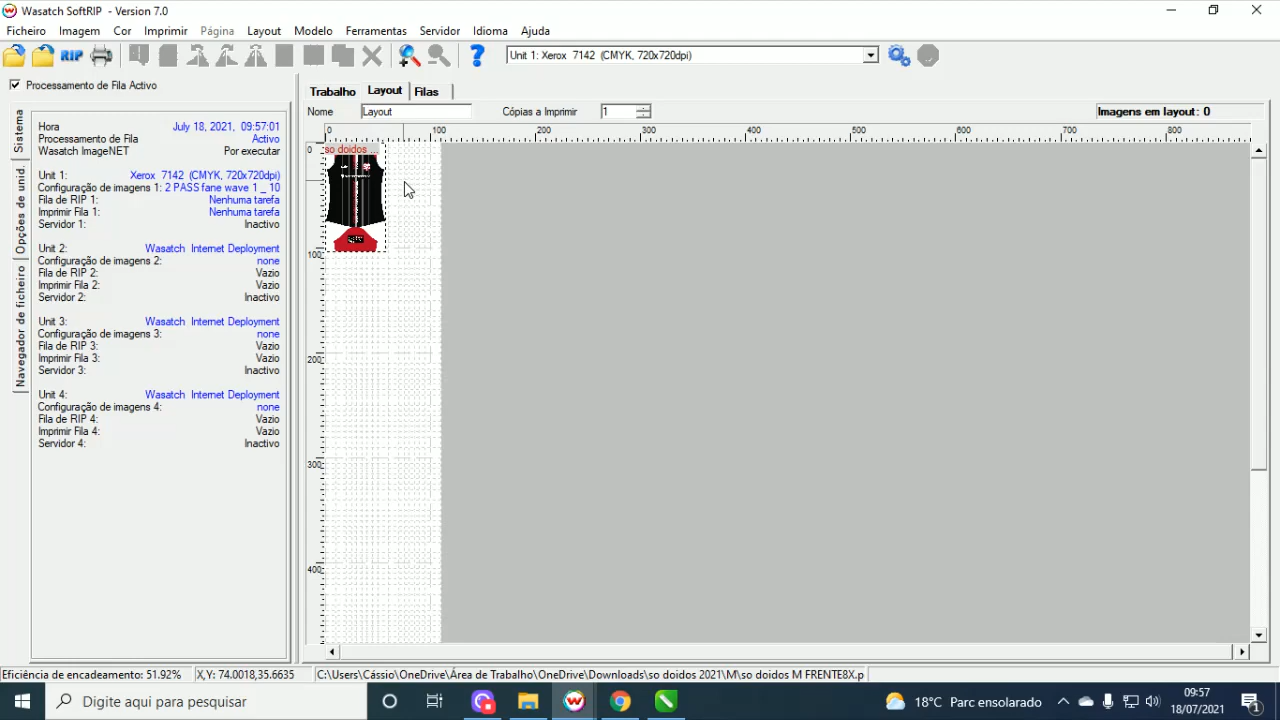 Wasatch SoftRIP - Version 7.0
Ficheiro Imagem Cor Imprimir Página Layout Modelo Ferramentas Servidor Idioma Ajuda
RIP ? Unit 1: Xerox 7142 (CMYK, 720x720dpi)
Processamento de Fila Activo
Trabalho Layout Filas
Nome Layout Cópias a Imprimir 1 Imagens em layout: 0
Sistema
Opções de unid.
Navegador de ficheiro
Hora July 18, 2021, 09:57:01
Processamento de Fila Activo
Wasatch ImageNET Por executar
Unit 1: Xerox 7142 (CMYK, 720x720dpi)
Configuração de imagens 1: 2 PASS fane wave 1 _ 10
Fila de RIP 1: Nenhuma tarefa
Imprimir Fila 1: Nenhuma tarefa
Servidor 1: Inactivo
Unit 2: Wasatch Internet Deployment
Configuração de imagens 2: none
Fila de RIP 2: Vazio
Imprimir Fila 2: Vazio
Servidor 2: Inactivo
Unit 3: Wasatch Internet Deployment
Configuração de imagens 3: none
Fila de RIP 3: Vazio
Imprimir Fila 3: Vazio
Servidor 3: Inactivo
Unit 4: Wasatch Internet Deployment
Configuração de imagens 4: none
Fila de RIP 4: Vazio
Imprimir Fila 4: Vazio
Servidor 4: Inactivo
0 100 200 300 400 500 600 700 800
0 so doidos ...
100
200
300
400
Eficiência de encadeamento: 51.92% X,Y: 74.0018,35.6635 C:\Users\Cássio\OneDrive\Área de Trabalho\OneDrive\Downloads\so doidos 2021\M\so doidos M FRENTE8X.p
Digite aqui para pesquisar 18°C Parc ensolarado 09:57
18/07/2021 1